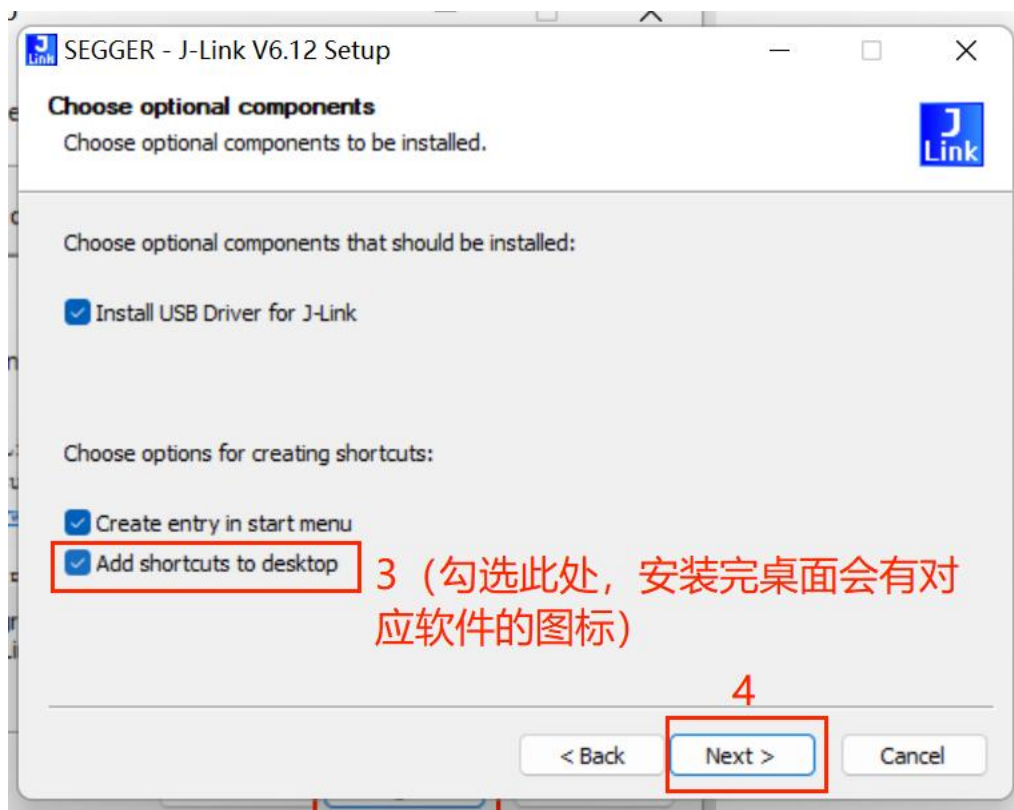 J
Link
SEGGER - J-Link V6.12 Setup
Choose optional components
Choose optional components to be installed.
J
Link
Choose optional components that should be installed:
Install USB Driver for J-Link
Choose options for creating shortcuts:
Create entry in start menu
Add shortcuts to desktop
3（勾选此处，安装完桌面会有对
应软件的图标）
4
< Back
Next >
Cancel